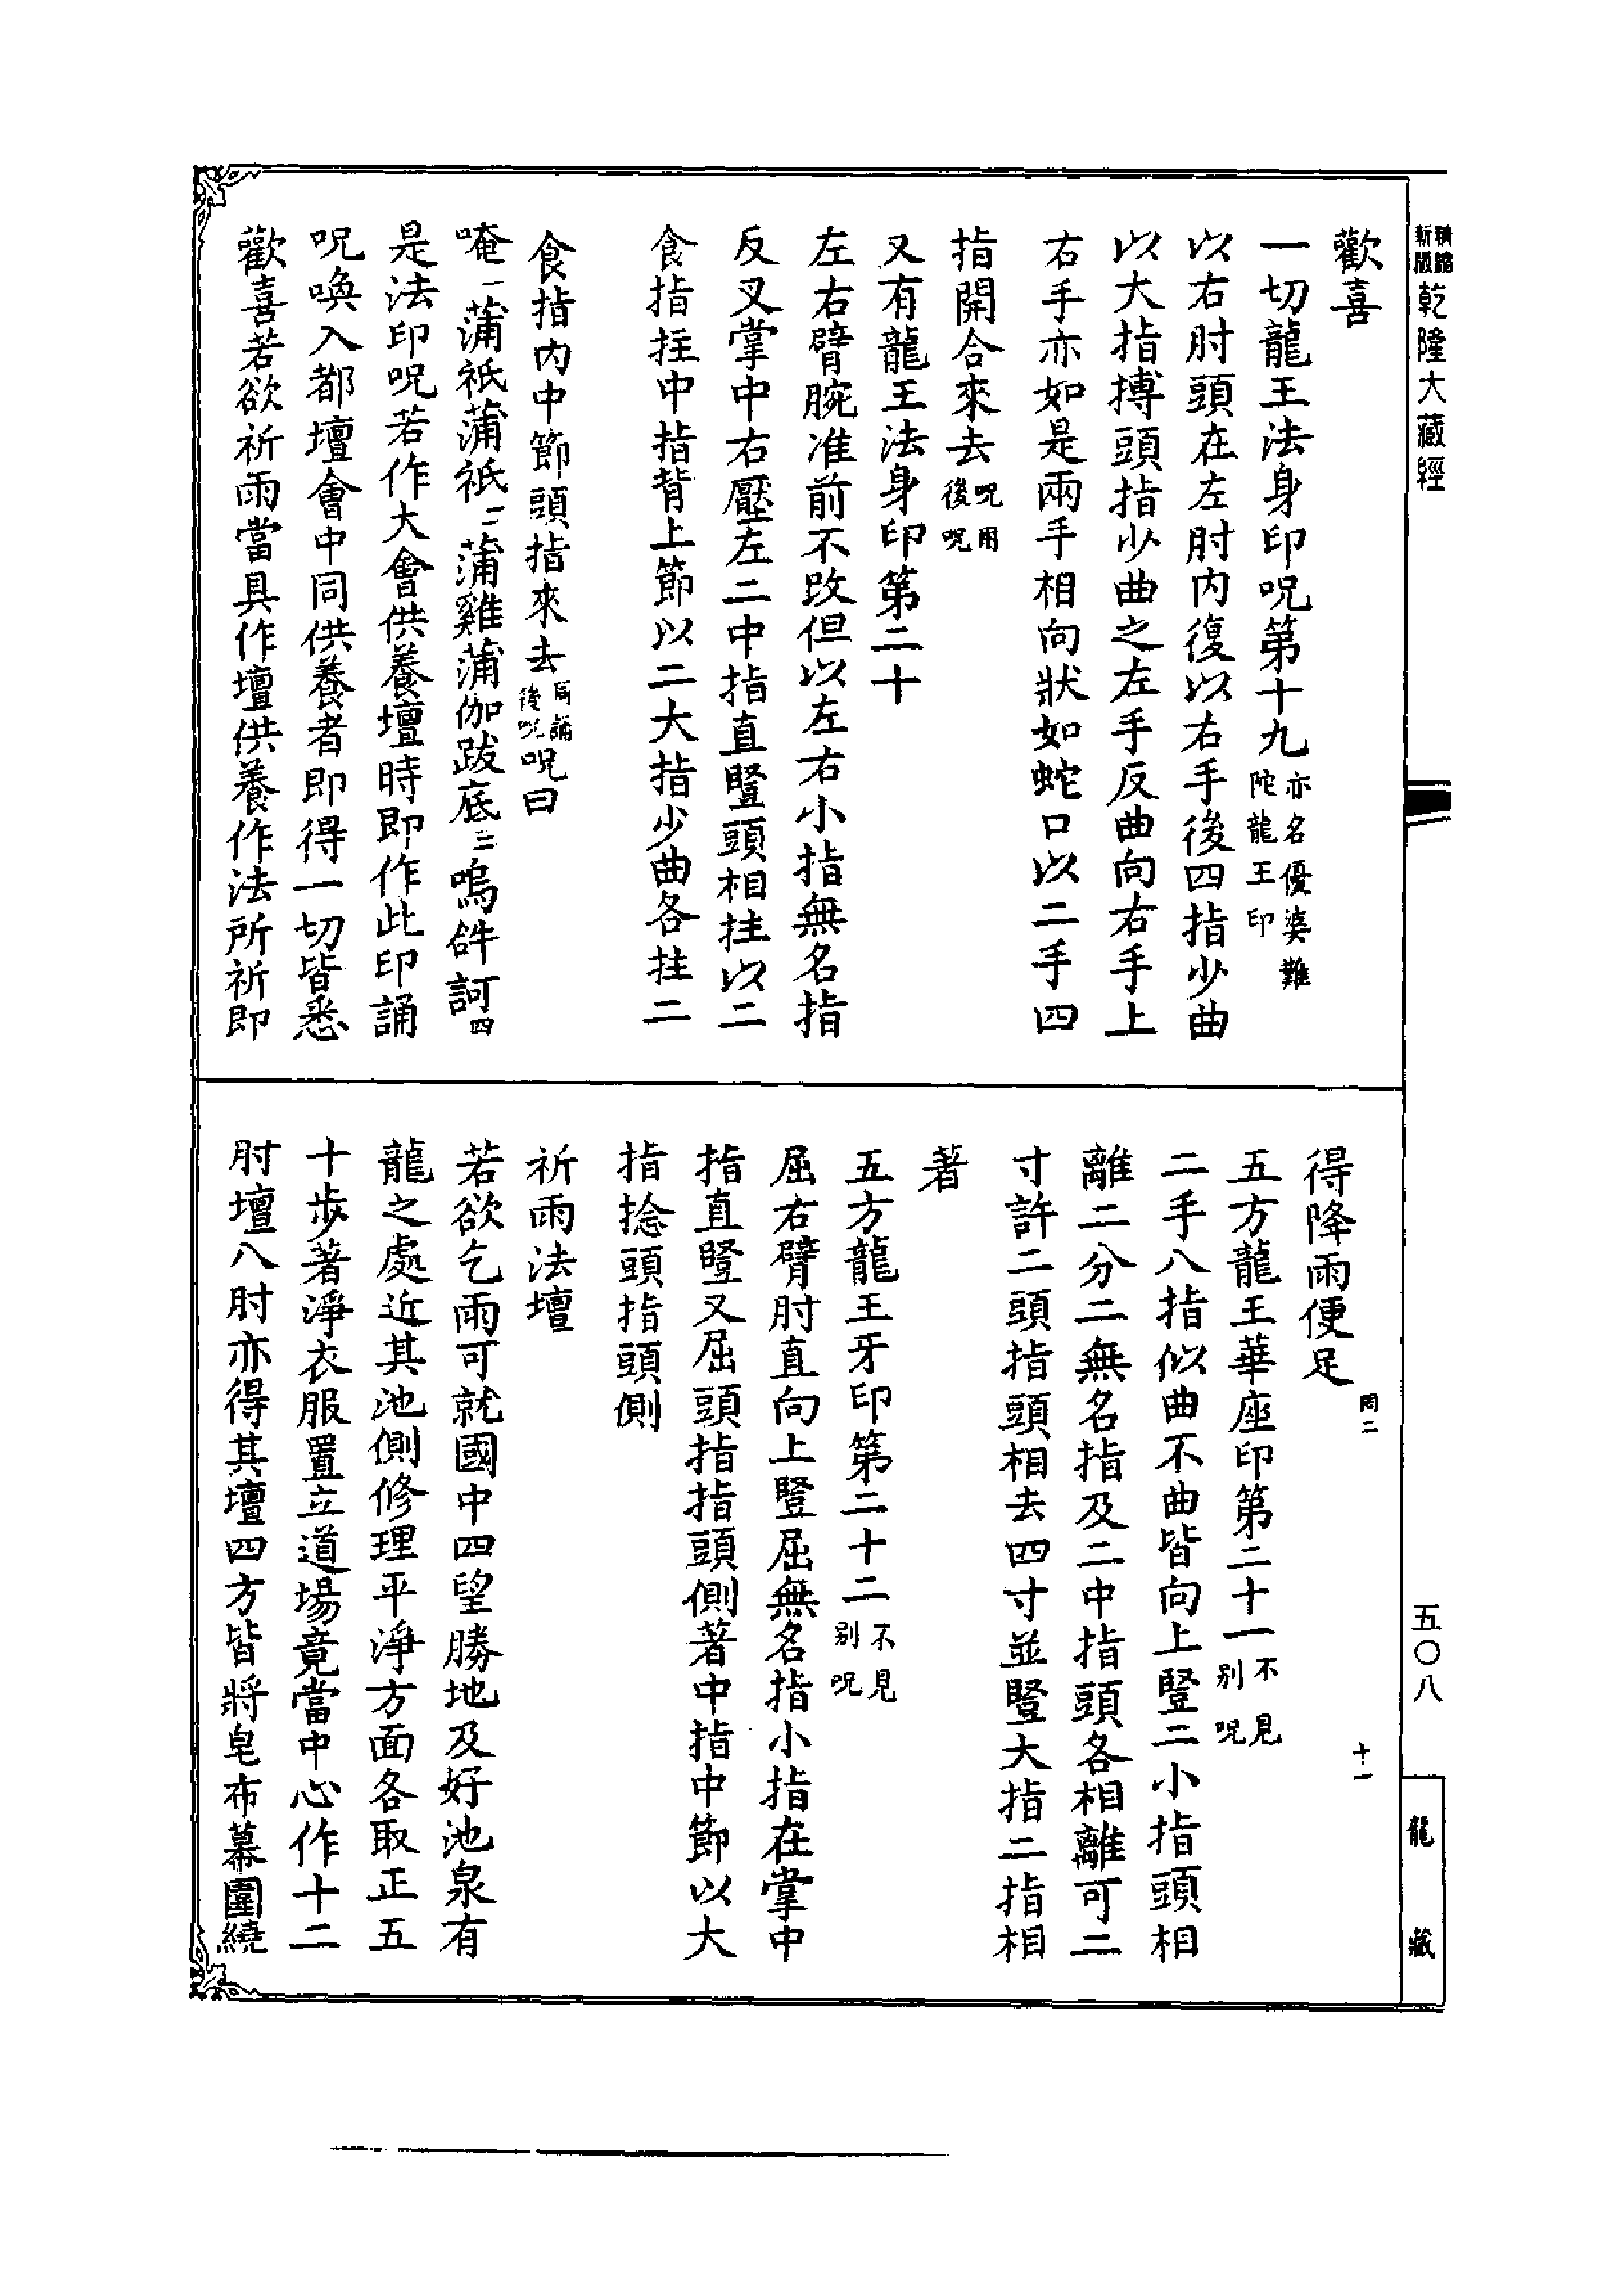 乾隆大藏經
歡喜
一切龍王法身印呪第十九亦名優婆難陀龍王印
以右肘頭在左肘內復以右手後四指少曲
以大指搏頭指少曲之左手反曲向右手上
右手亦如是兩手相向狀如蛇口以二手四
指開合來去呪用後呪
又有龍王法身印第二十
左右臂腕准前不改但以左右小指無名指
反叉掌中右壓左二中指直豎頭相拄以二
食指拄中指背上節以二大指少曲各拄二
食指內中節頭指來去同誦後呪呪曰
唵一蒲祇蒲祇二蒲雞蒲伽跋底三嗚𤙖訶四
是法印呪若作大會供養壇時即作此印誦
呪喚入都壇會中同供養者即得一切皆悉
歡喜若欲祈雨當具作壇供養作法所祈即
得降雨便足
五方龍王華座印第二十一不見別呪
二手八指似曲不曲皆向上豎二小指頭相
離二分二無名指及二中指頭各相離可二
寸許二頭指頭相去四寸並豎大指二指相
著
五方龍王牙印第二十二不見別呪
屈右臂肘直向上豎屈無名指小指在掌中
指直豎又屈頭指指頭側著中指中節以大
指捻頭指頭側
祈雨法壇
若欲乞雨可就國中四望勝地及好池泉有
龍之處近其池側修理平淨方面各取正五
十步著淨衣服置立道場竟當中心作十二
肘壇八肘亦得其壇四方皆將皂布幕圍繞
五〇八
十一
龍藏